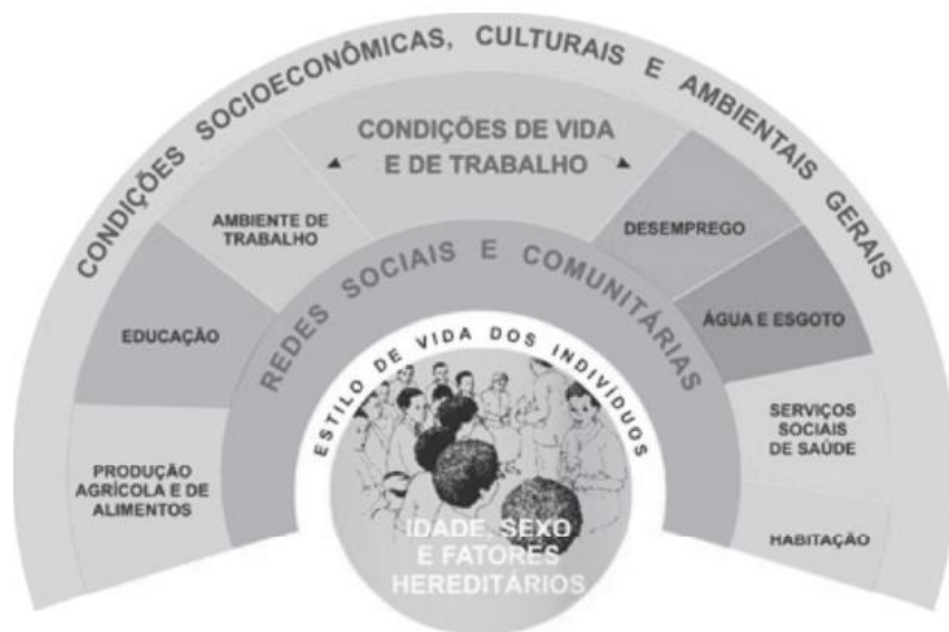 CONDIÇÕES SOCIOECONÔMICAS, CULTURAIS E AMBIENTAIS GERAIS
CONDIÇÕES DE VIDA
E DE TRABALHO
AMBIENTE DE
TRABALHO
DESEMPREGO
REDES SOCIAIS E COMUNITÁRIAS
EDUCAÇÃO
ÁGUA E ESGOTO
ESTILO DE VIDA DOS INDIVÍDUOS
PRODUÇÃO
AGRÍCOLA E DE
ALIMENTOS
SERVIÇOS
SOCIAIS
DE SAÚDE
HABITAÇÃO
IDADE, SEXO
E FATORES
HEREDITÁRIOS